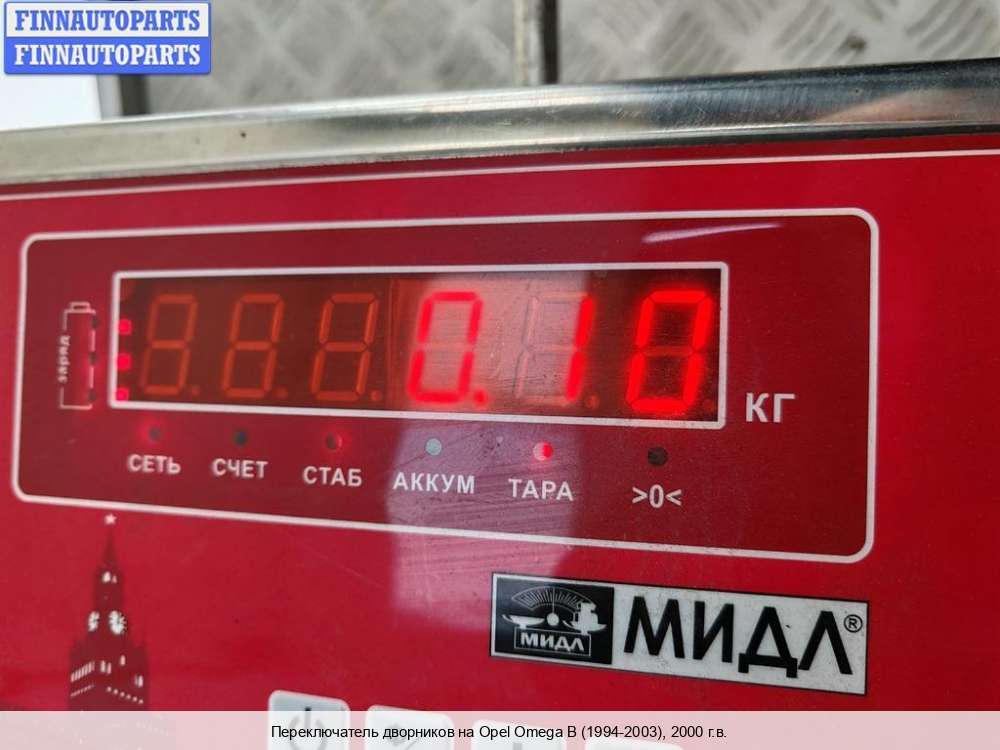 FINNAUTOPARTS
FINNAUTOPARTS
заряд
0.10
КГ
СЕТЬ СЧЕТ СТАБ АККУМ ТАРА >0<
МИДЛ МИДЛ®
Переключатель дворников на Opel Omega B (1994-2003), 2000 г.в.